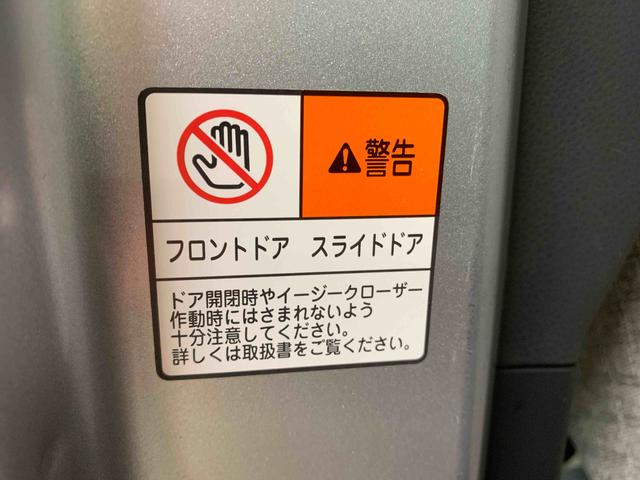 警告
フロントドア スライドドア
ドア開閉時やイージークローザー
作動時にはさまれないよう
十分注意してください。
詳しくは取扱書をご覧ください。